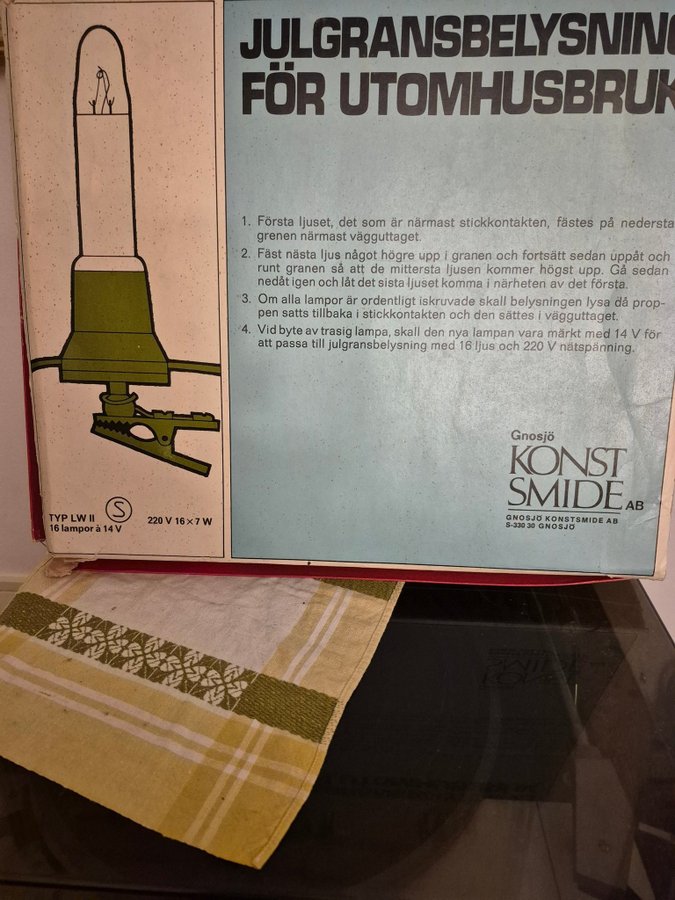 JULGRANSBELYSNING
FÖR UTOMHUSBRUK
1. Första ljuset, det som är närmast stickkontakten, fästes på nedersta
grenen närmast vägguttaget.
2. Fäst nästa ljus något högre upp i granen och fortsätt sedan uppåt och
runt granen så att de mittersta ljusen kommer högst upp. Gå sedan
nedåt igen och låt det sista ljuset komma i närheten av det första.
3. Om alla lampor är ordentligt iskruvade skall belysningen lysa då prop-
pen satts tillbaka i stickkontakten och den sättes i vägguttaget.
4. Vid byte av trasig lampa, skall den nya lampan vara märkt med 14 V för
att passa till julgransbelysning med 16 ljus och 220 V nätspänning.
Gnosjö
KONST
SMIDE AB
GNOSJÖ KONSTSMIDE AB
S-330 30 GNOSJÖ
TYP LW II S 220 V 16×7 W
16 lampor à 14 V